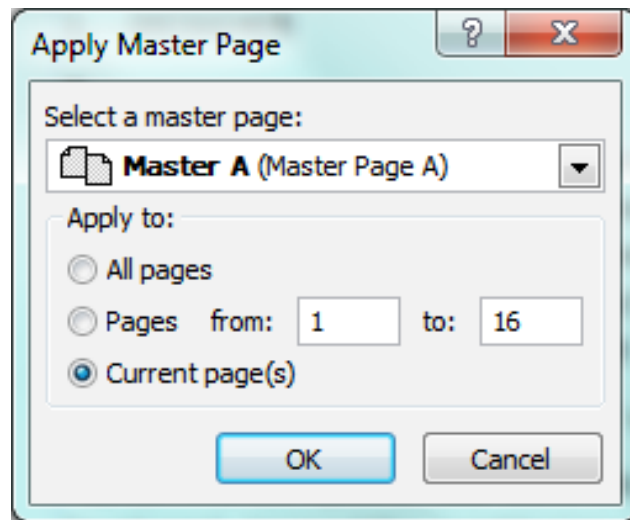 Apply Master Page
Select a master page:
Master A (Master Page A)
Apply to:
All pages
Pages from: 1 to: 16
Current page(s)
OK Cancel